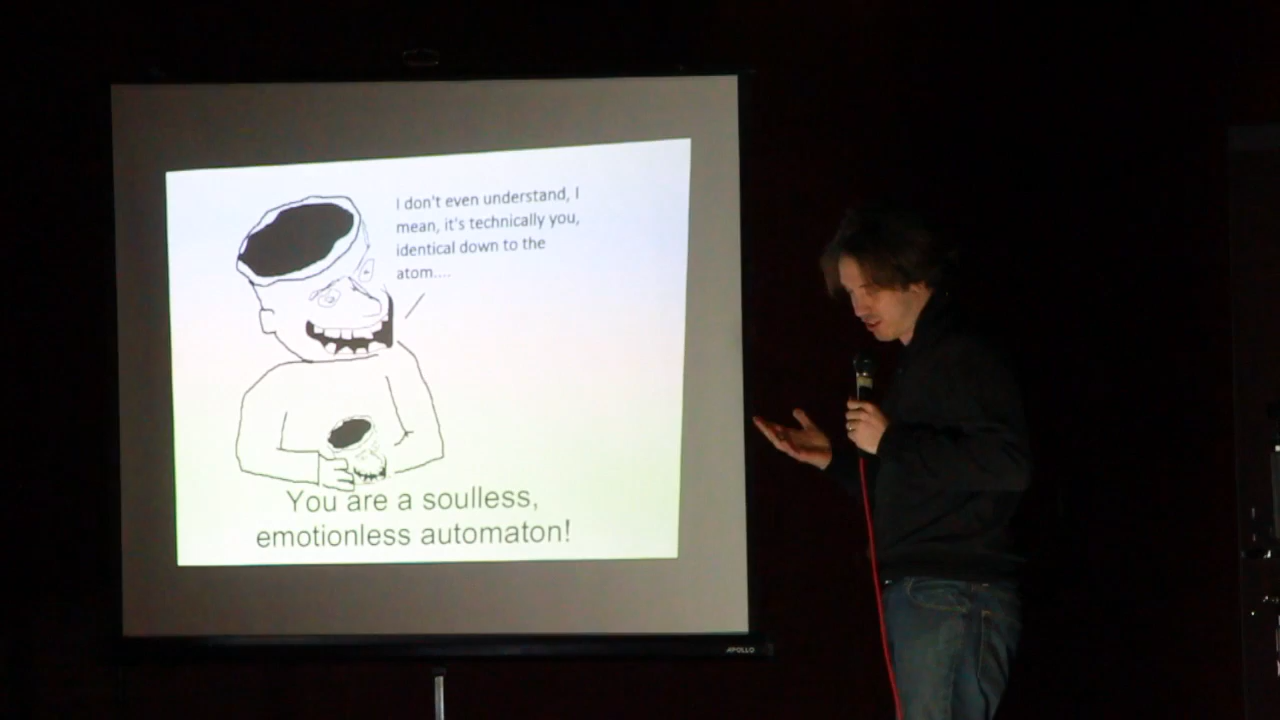 I don't even understand, I
mean, it's technically you,
identical down to the
atom....
You are a soulless,
emotionless automaton!
APOLLO